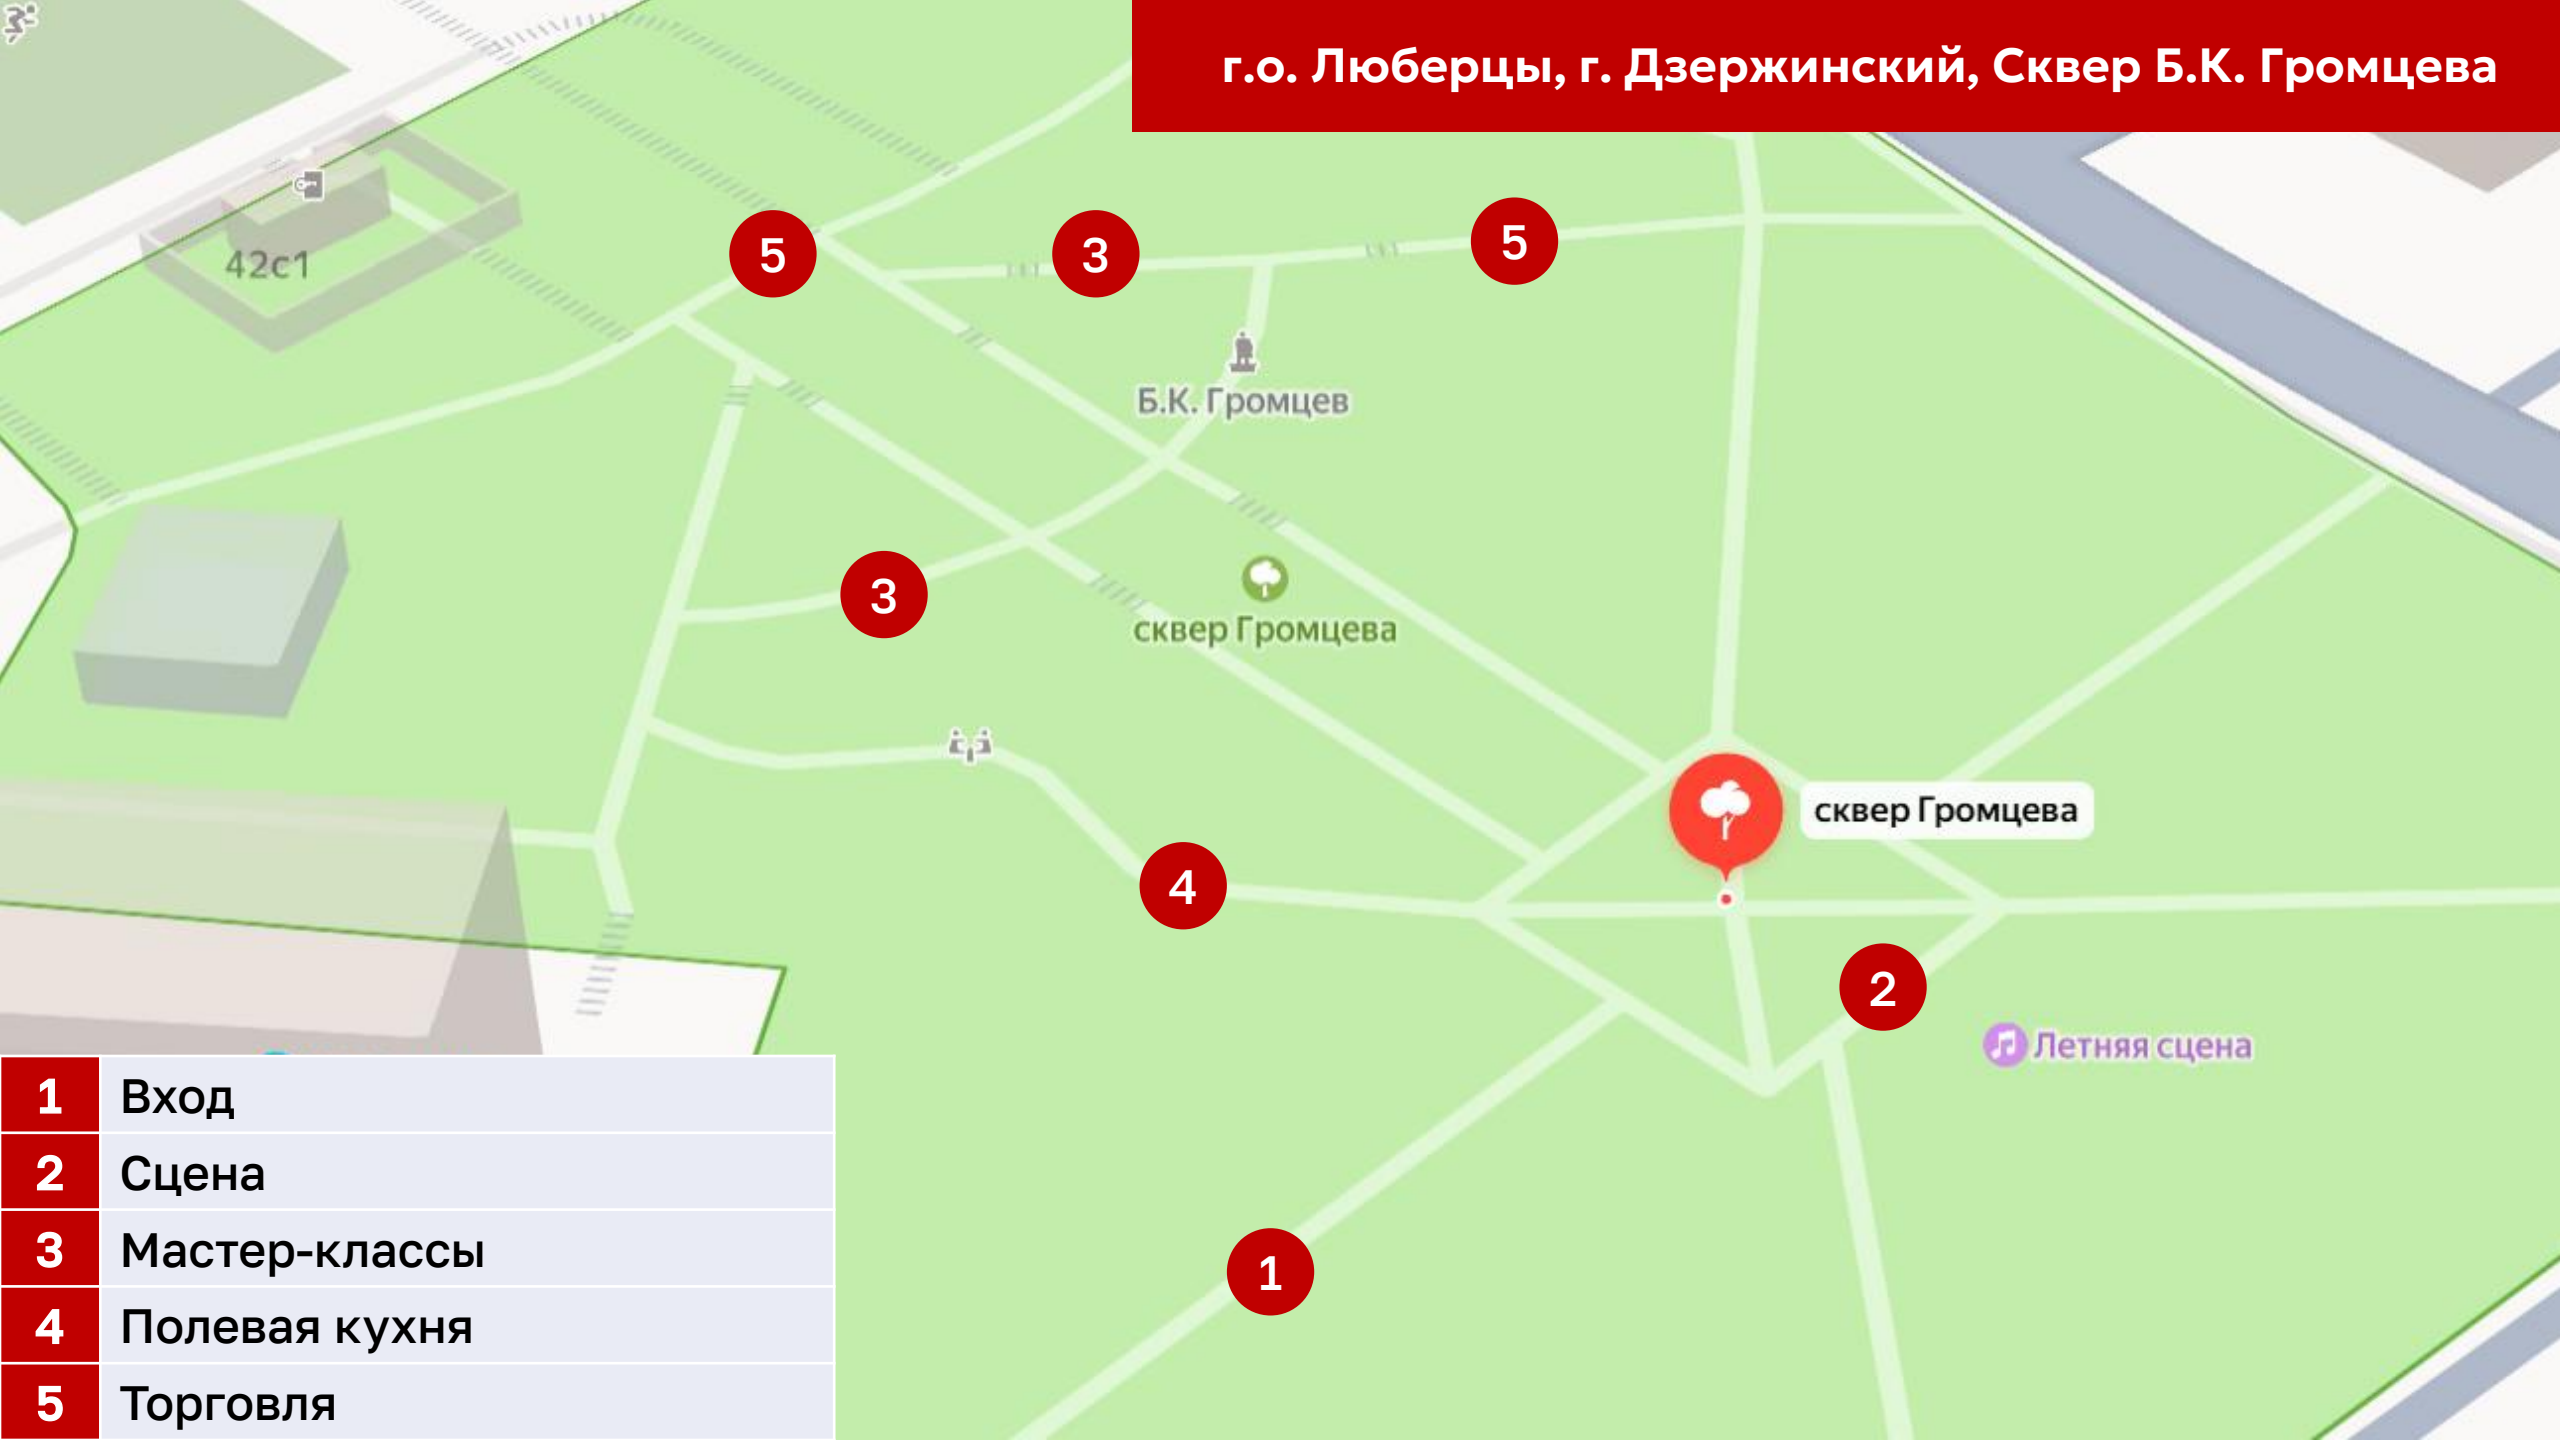 г.о. Люберцы, г. Дзержинский, Сквер Б.К. Громцева
42с1
5
3
5
Б.К. Громцев
3
сквер Громцева
сквер Громцева
4
2
Летняя сцена
1
1 Вход
2 Сцена
3 Мастер-классы
4 Полевая кухня
5 Торговля